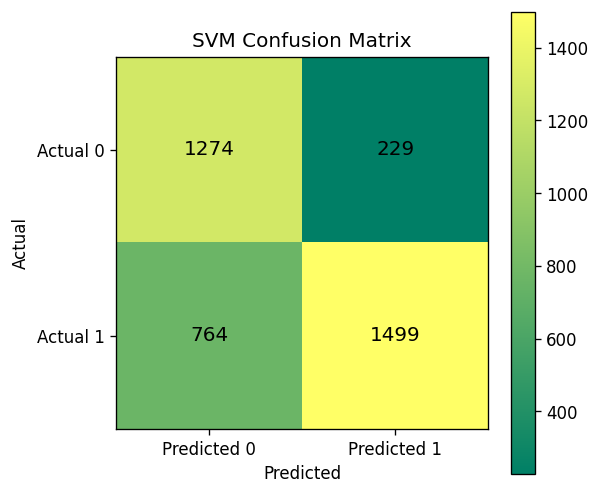 SVM Confusion Matrix
Actual
Actual 0
1274
229
Actual 1
764
1499
Predicted 0
Predicted 1
Predicted
1400
1200
1000
800
600
400